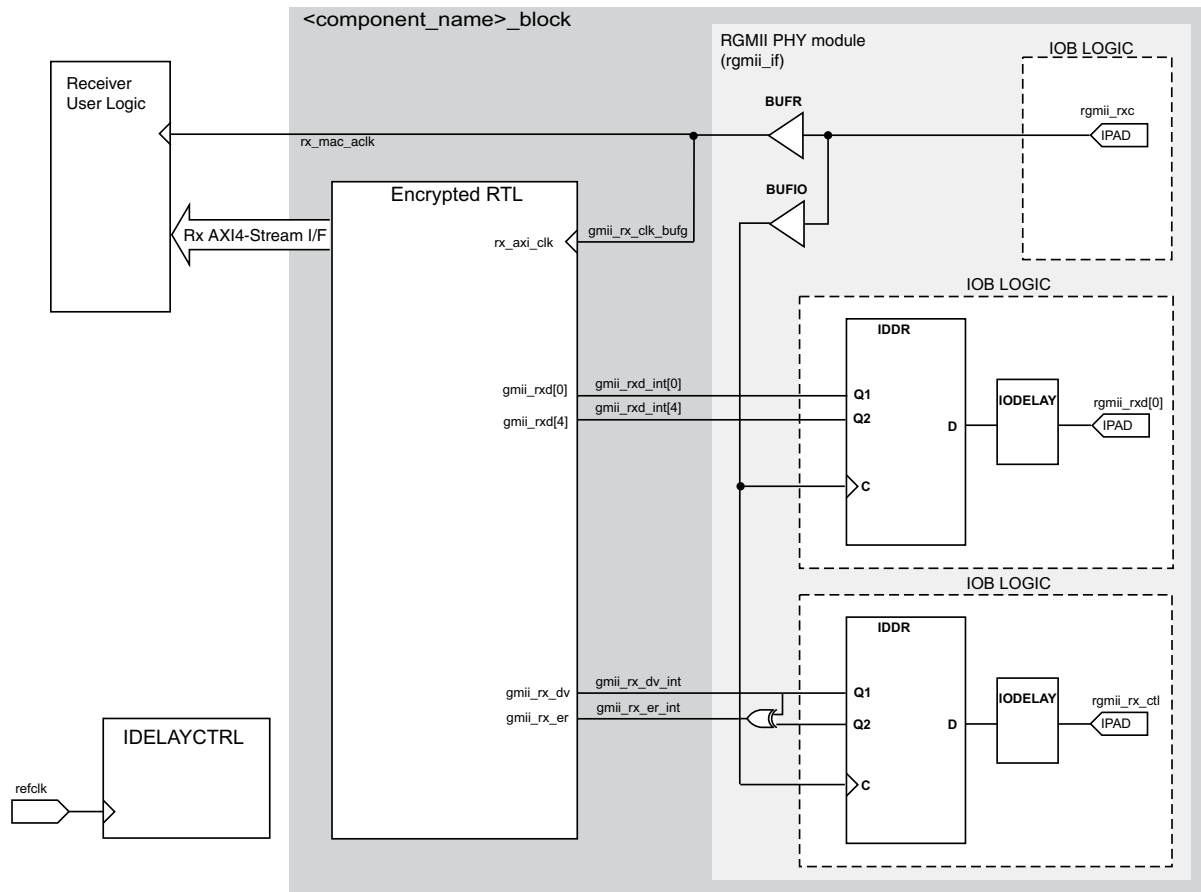 <component_name>_block
RGMII PHY module
(rgmii_if)
IOB LOGIC
Receiver
User Logic
BUFR
rgmii_rxc
IPAD
rx_mac_aclk
Encrypted RTL
BUFIO
Rx AXI4-Stream I/F
rx_axi_clk
gmii_rx_clk_bufg
IOB LOGIC
IDDR
gmii_rxd[0]
gmii_rxd_int[0]
Q1
IODELAY
rgmii_rxd[0]
gmii_rxd[4]
gmii_rxd_int[4]
Q2
D
IPAD
C
IOB LOGIC
IDDR
gmii_rx_dv
gmii_rx_dv_int
Q1
IODELAY
rgmii_rx_ctl
gmii_rx_er
gmii_rx_er_int
Q2
D
IPAD
C
IDELAYCTRL
refclk